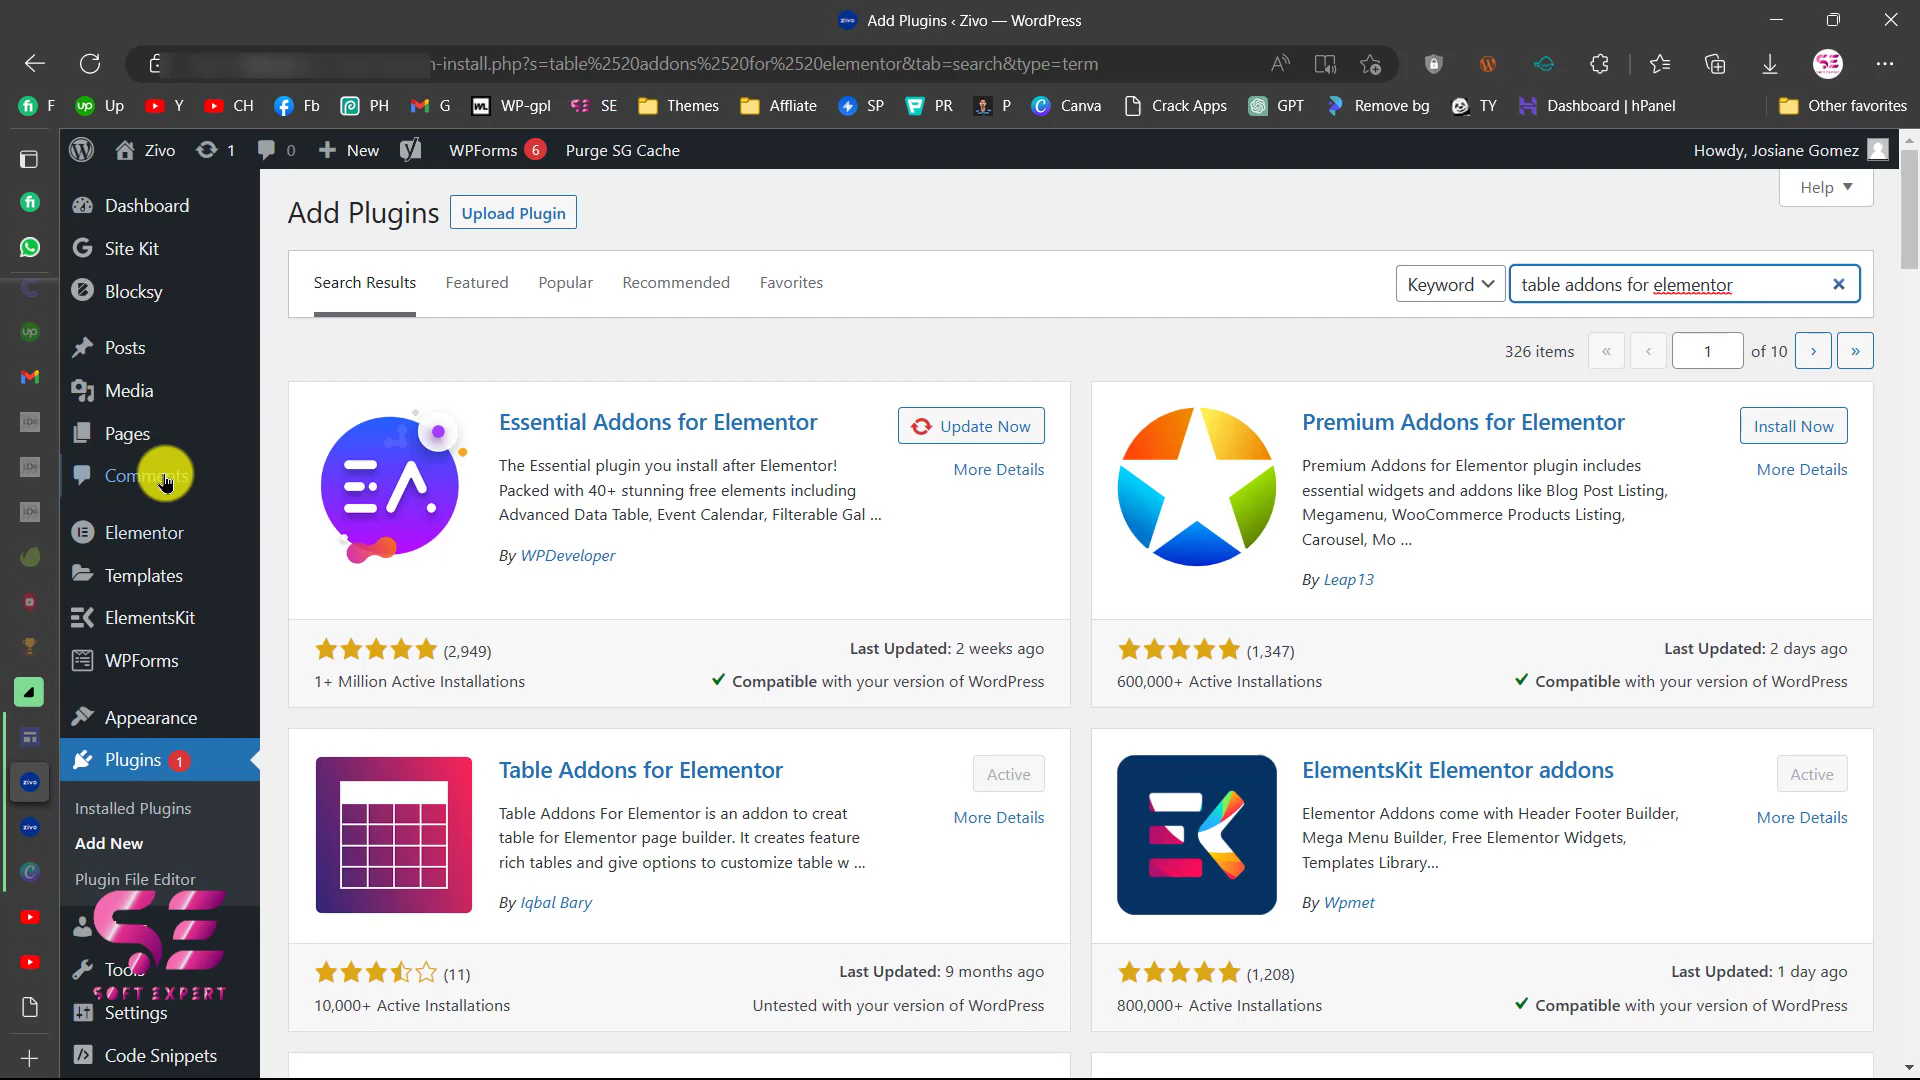 Add Plugins ‹ Zivo — WordPress
n-install.php?s=table%2520addons%2520for%2520elementor&tab=search&type=term
F Up Y CH Fb PH G WP-gpl SE Themes Affliate SP PR P Canva Crack Apps GPT Remove bg TY Dashboard | hPanel Other favorites
Zivo 1 0 New WPForms 6 Purge SG Cache Howdy, Josiane Gomez
Help
Dashboard
Site Kit
Blocksy
Posts
Media
Pages
Comments
Elementor
Templates
ElementsKit
WPForms
Appearance
Plugins 1
Installed Plugins
Add New
Plugin File Editor
Tools
Settings
Code Snippets
SE
SOFT EXPERT
Add Plugins Upload Plugin
Search Results Featured Popular Recommended Favorites Keyword table addons for elementor
326 items « ‹ 1 of 10 › »
Essential Addons for Elementor
Update Now
More Details
The Essential plugin you install after Elementor!
Packed with 40+ stunning free elements including
Advanced Data Table, Event Calendar, Filterable Gal ...
By WPDeveloper
(2,949)
Last Updated: 2 weeks ago
1+ Million Active Installations
Compatible with your version of WordPress
Premium Addons for Elementor
Install Now
More Details
Premium Addons for Elementor plugin includes
essential widgets and addons like Blog Post Listing,
Megamenu, WooCommerce Products Listing,
Carousel, Mo ...
By Leap13
(1,347)
Last Updated: 2 days ago
600,000+ Active Installations
Compatible with your version of WordPress
Table Addons for Elementor
Active
More Details
Table Addons For Elementor is an addon to creat
table for Elementor page builder. It creates feature
rich tables and give options to customize table w ...
By Iqbal Bary
(11)
Last Updated: 9 months ago
10,000+ Active Installations
Untested with your version of WordPress
ElementsKit Elementor addons
Active
More Details
Elementor Addons come with Header Footer Builder,
Mega Menu Builder, Free Elementor Widgets,
Templates Library...
By Wpmet
(1,208)
Last Updated: 1 day ago
800,000+ Active Installations
Compatible with your version of WordPress